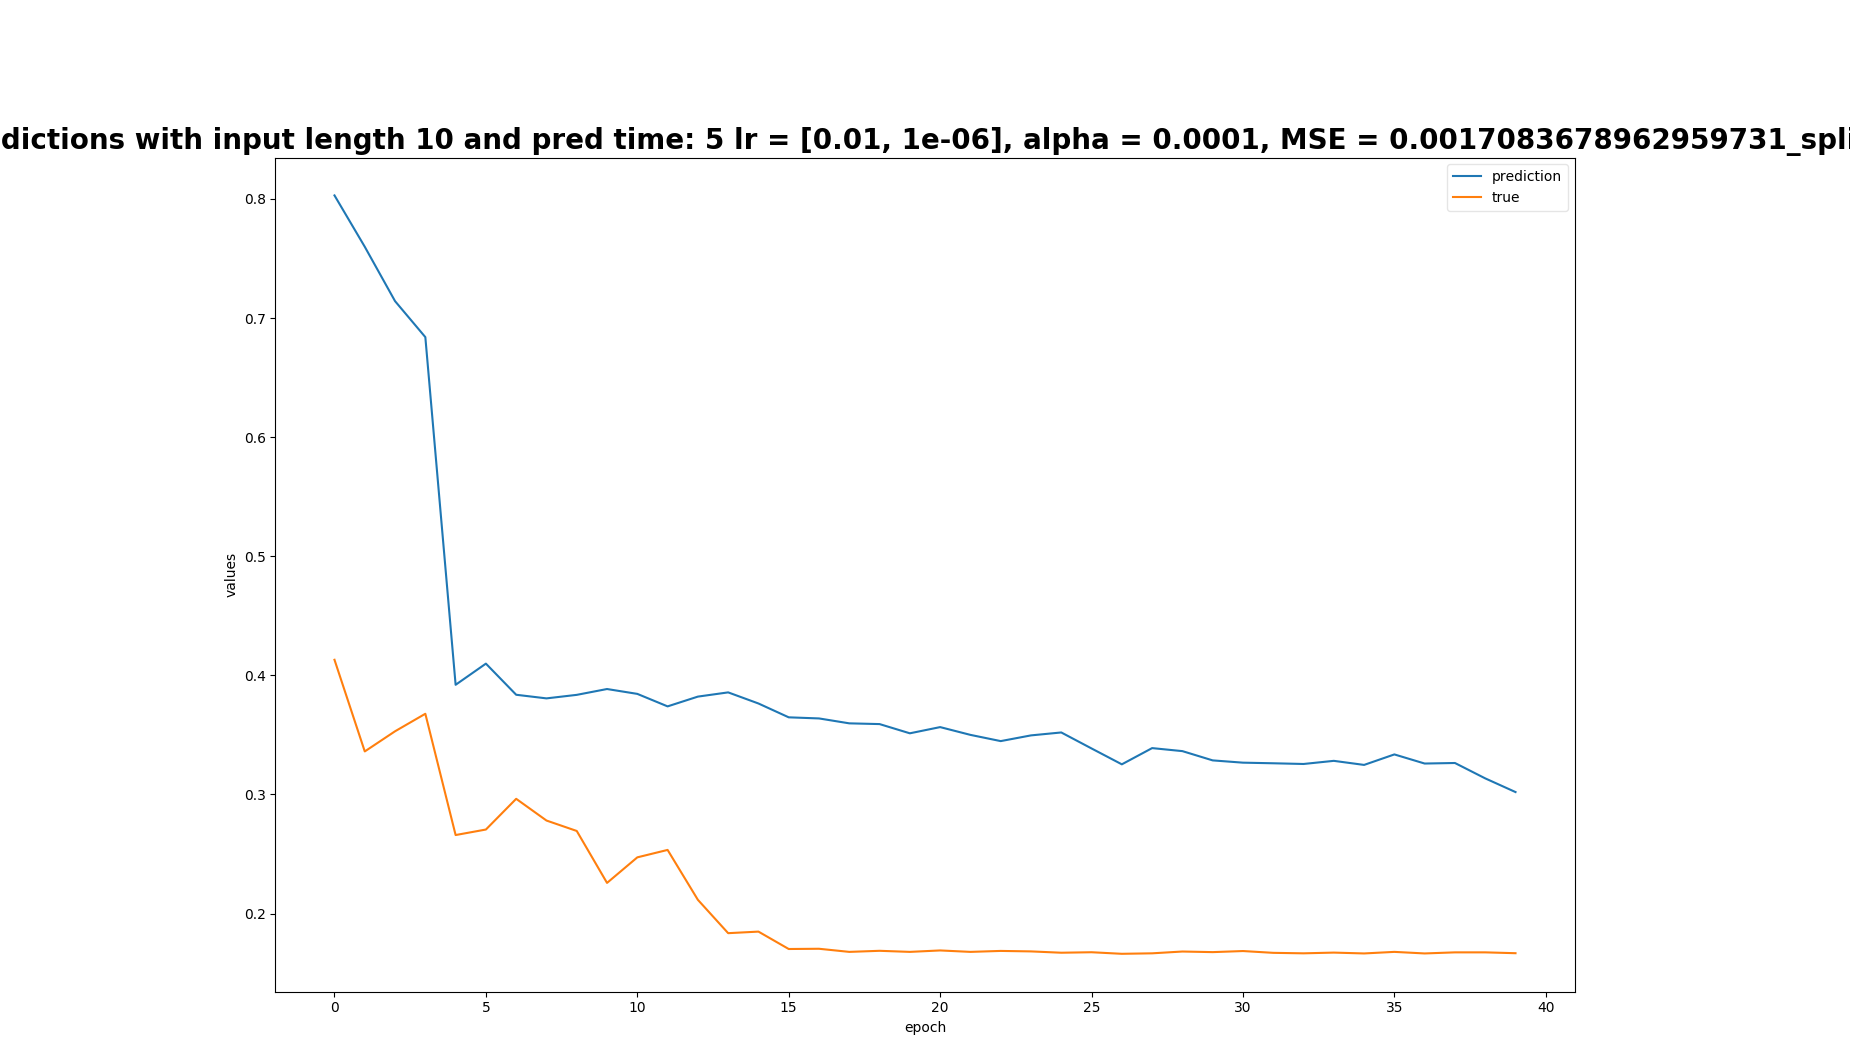 dictions with input length 10 and pred time: 5 lr = [0.01, 1e-06], alpha = 0.0001, MSE = 0.0017083678962959731_spli
prediction
true
0.8
0.7
0.6
0.5
0.4
0.3
0.2
values
0 5 10 15 20 25 30 35 40
epoch